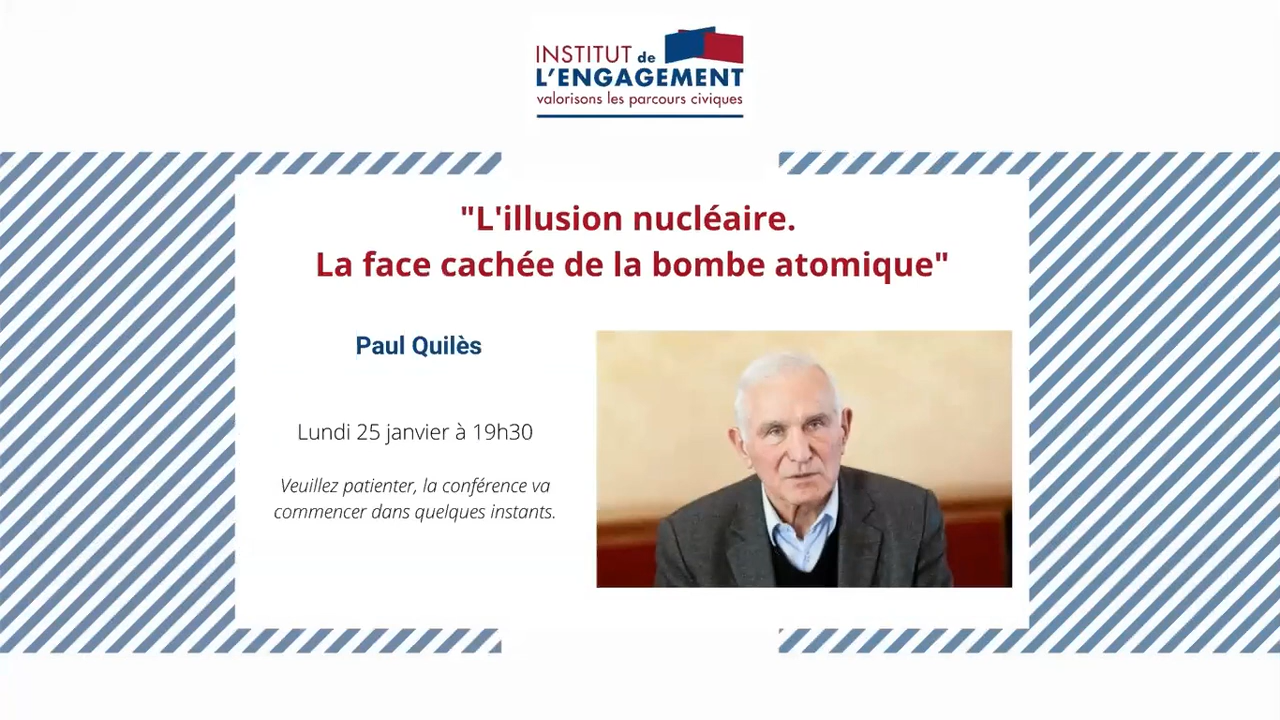 INSTITUT de
L'ENGAGEMENT
valorisons les parcours civiques
"L'illusion nucléaire.
La face cachée de la bombe atomique"
Paul Quilès
Lundi 25 janvier à 19h30
Veuillez patienter, la conférence va
commencer dans quelques instants.